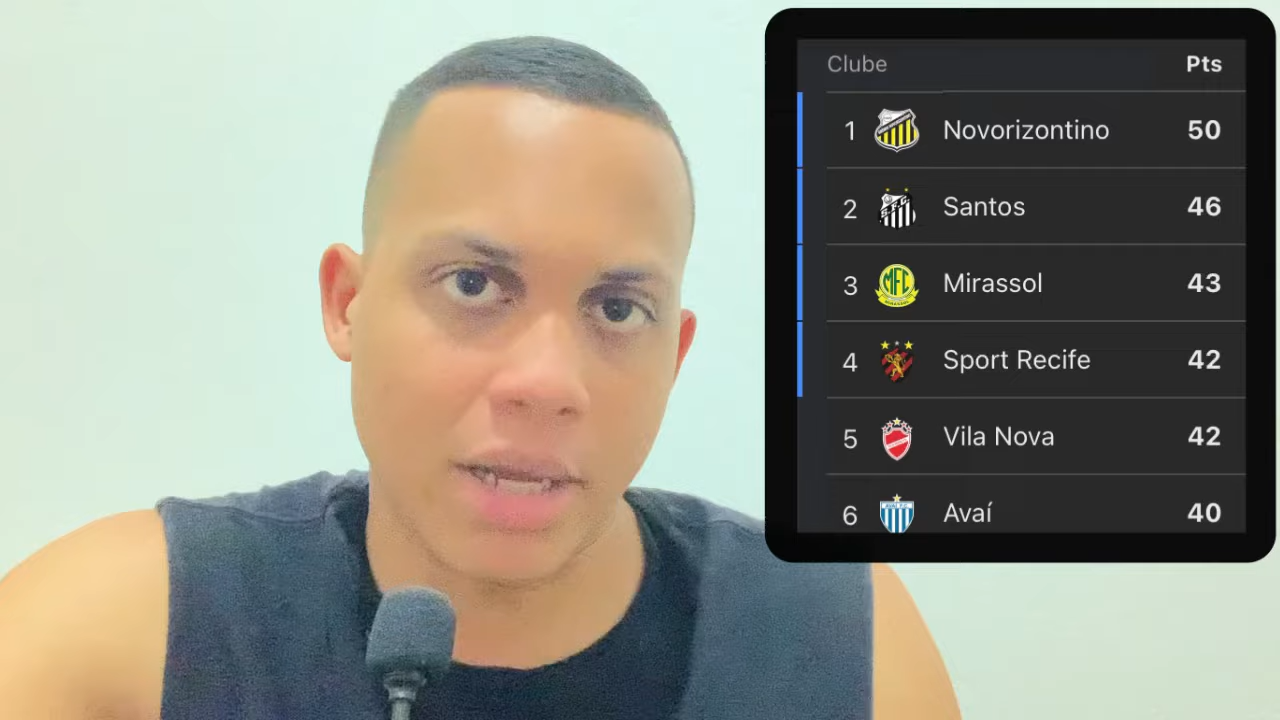 Clube Pts
1 Novorizontino 50
2 Santos 46
3 MFC Mirassol 43
4 Sport Recife 42
5 Vila Nova 42
6 Avaí 40